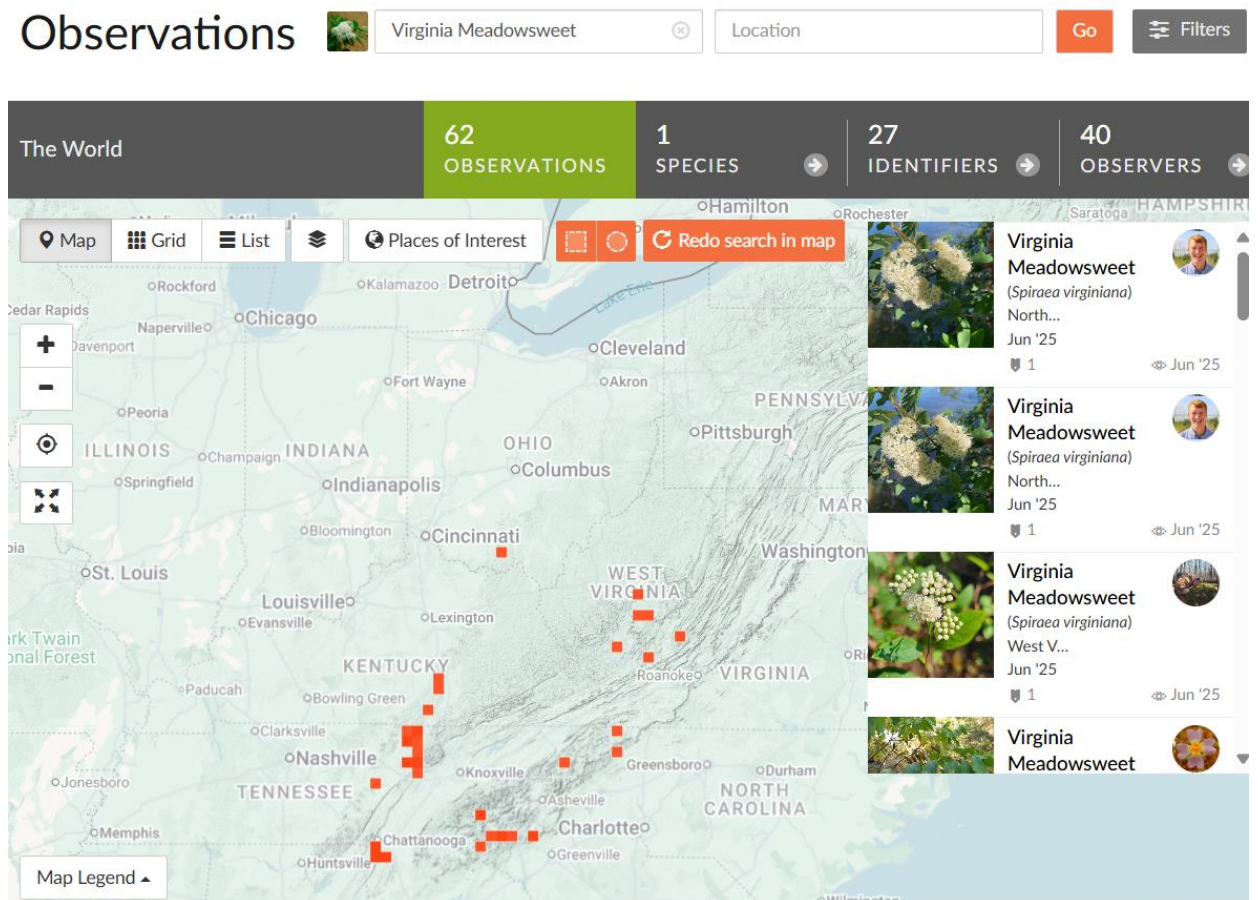 Observations
Virginia Meadowsweet
Location
Go
Filters
The World
62
OBSERVATIONS
1
SPECIES
27
IDENTIFIERS
40
OBSERVERS
Map
Grid
List
Places of Interest
Redo search in map
Hamilton
Rochester
Saratoga
HAMPSHIR
Rockford
Kalamazoo
Detroit
Lake Erie
Cedar Rapids
Naperville
Chicago
Davenport
Cleveland
Fort Wayne
Akron
Peoria
PENNSYLVA
Pittsburgh
ILLINOIS
Champaign
INDIANA
OHIO
Columbus
Springfield
Indianapolis
MAR
Bloomington
Cincinnati
Washington
St. Louis
WEST
VIRGINIA
Louisville
Evansville
Lexington
ark Twain
onal Forest
KENTUCKY
Roanoke
VIRGINIA
Paducah
Bowling Green
Clarksville
Nashville
Knoxville
Greensboro
Durham
Jonesboro
TENNESSEE
Asheville
NORTH
CAROLINA
Memphis
Chattanooga
Charlotte
Huntsville
Greenville
Wilmington
Map Legend
Virginia
Meadowsweet
(Spiraea virginiana)
North...
Jun '25
1
Jun '25
Virginia
Meadowsweet
(Spiraea virginiana)
North...
Jun '25
1
Jun '25
Virginia
Meadowsweet
(Spiraea virginiana)
West V...
Jun '25
1
Jun '25
Virginia
Meadowsweet